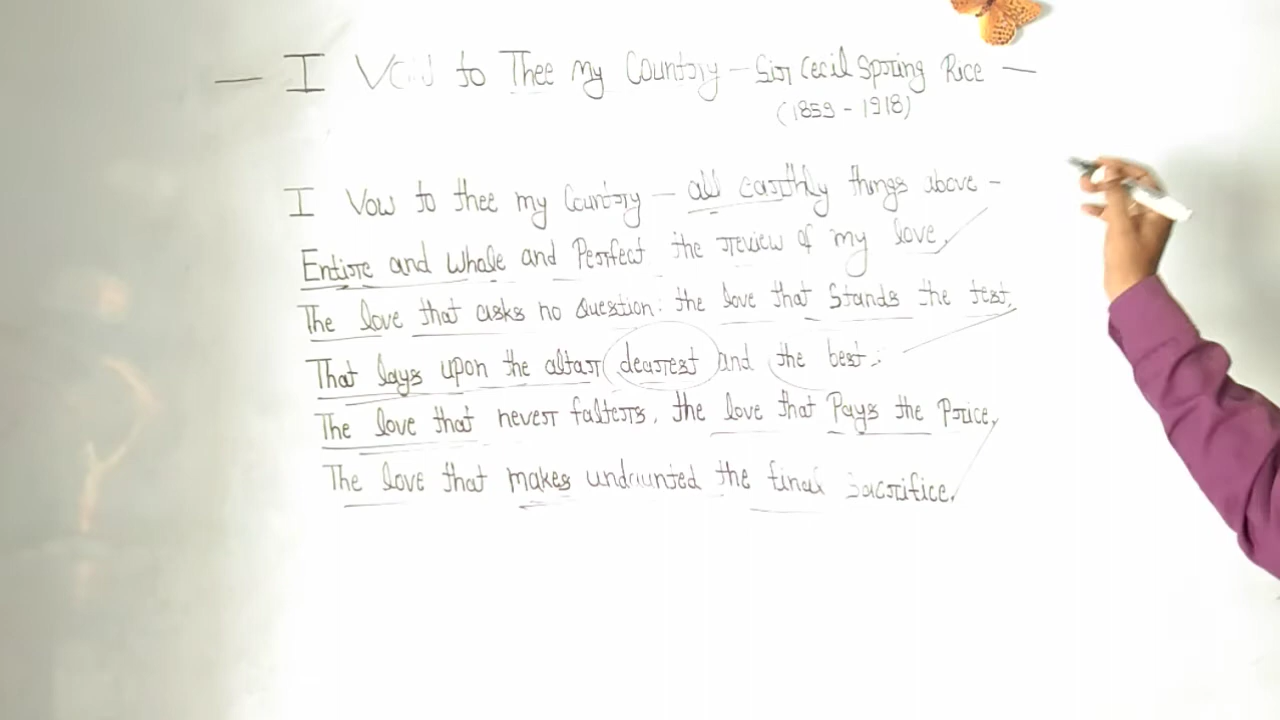 — I to Thee My Country — Sir Cecil Spring Rice —
(1859 - 1918)
I Vow to thee my Country — all earthly things above -
Entire and Whole and Perfect the review of my love,
The love that asks no Question: the love that Stands the test,
That lays upon the altar dearest and the best:
The love that never falters, the love that Pays the Price,
The love that makes undaunted the final sacrifice.